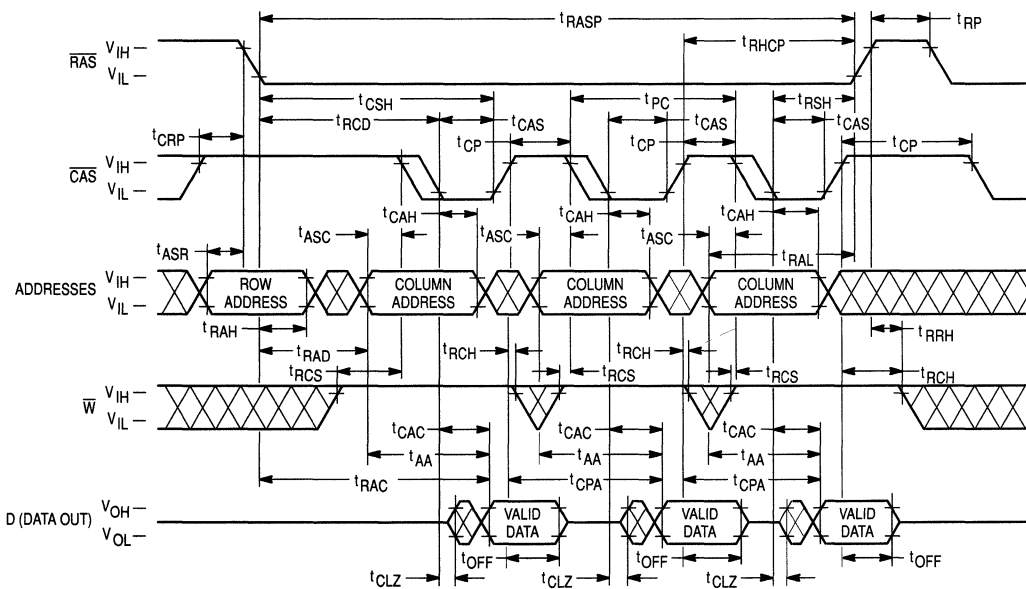 tRASP
tRP
tRHCP
RAS
VIH
VIL
tCSH
tPC
tRSH
tRCD
tCAS
tCAS
tCAS
tCRP
tCP
tCP
tCP
CAS
VIH
VIL
tCAH
tCAH
tCAH
tASC
tASC
tASC
tASR
tRAL
ADDRESSES
VIH
VIL
ROW ADDRESS
COLUMN ADDRESS
COLUMN ADDRESS
COLUMN ADDRESS
tRAH
tRRH
tRAD
tRCH
tRCH
tRCS
tRCS
tRCS
tRCH
W
VIH
VIL
tCAC
tCAC
tCAC
tAA
tAA
tAA
tRAC
tCPA
tCPA
D (DATA OUT)
VOH
VOL
VALID DATA
VALID DATA
VALID DATA
tOFF
tOFF
tOFF
tCLZ
tCLZ
tCLZ